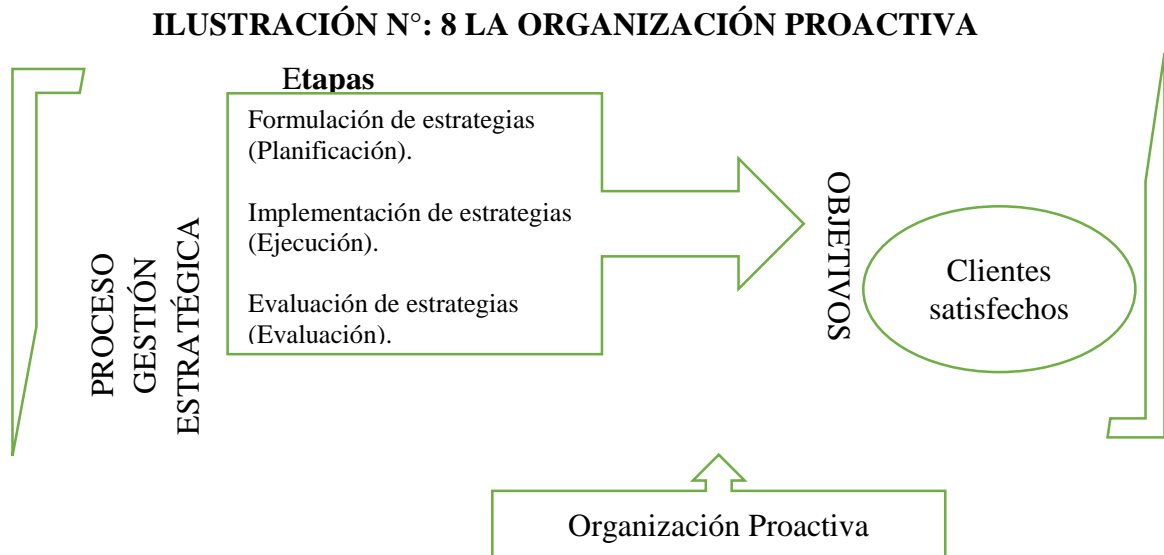 ILUSTRACIÓN N°: 8 LA ORGANIZACIÓN PROACTIVA
Etapas
Formulación de estrategias
(Planificación).
Implementación de estrategias
(Ejecución).
Evaluación de estrategias
(Evaluación).
PROCESO
GESTIÓN
ESTRATÉGICA
OBJETIVOS
Clientes
satisfechos
Organización Proactiva